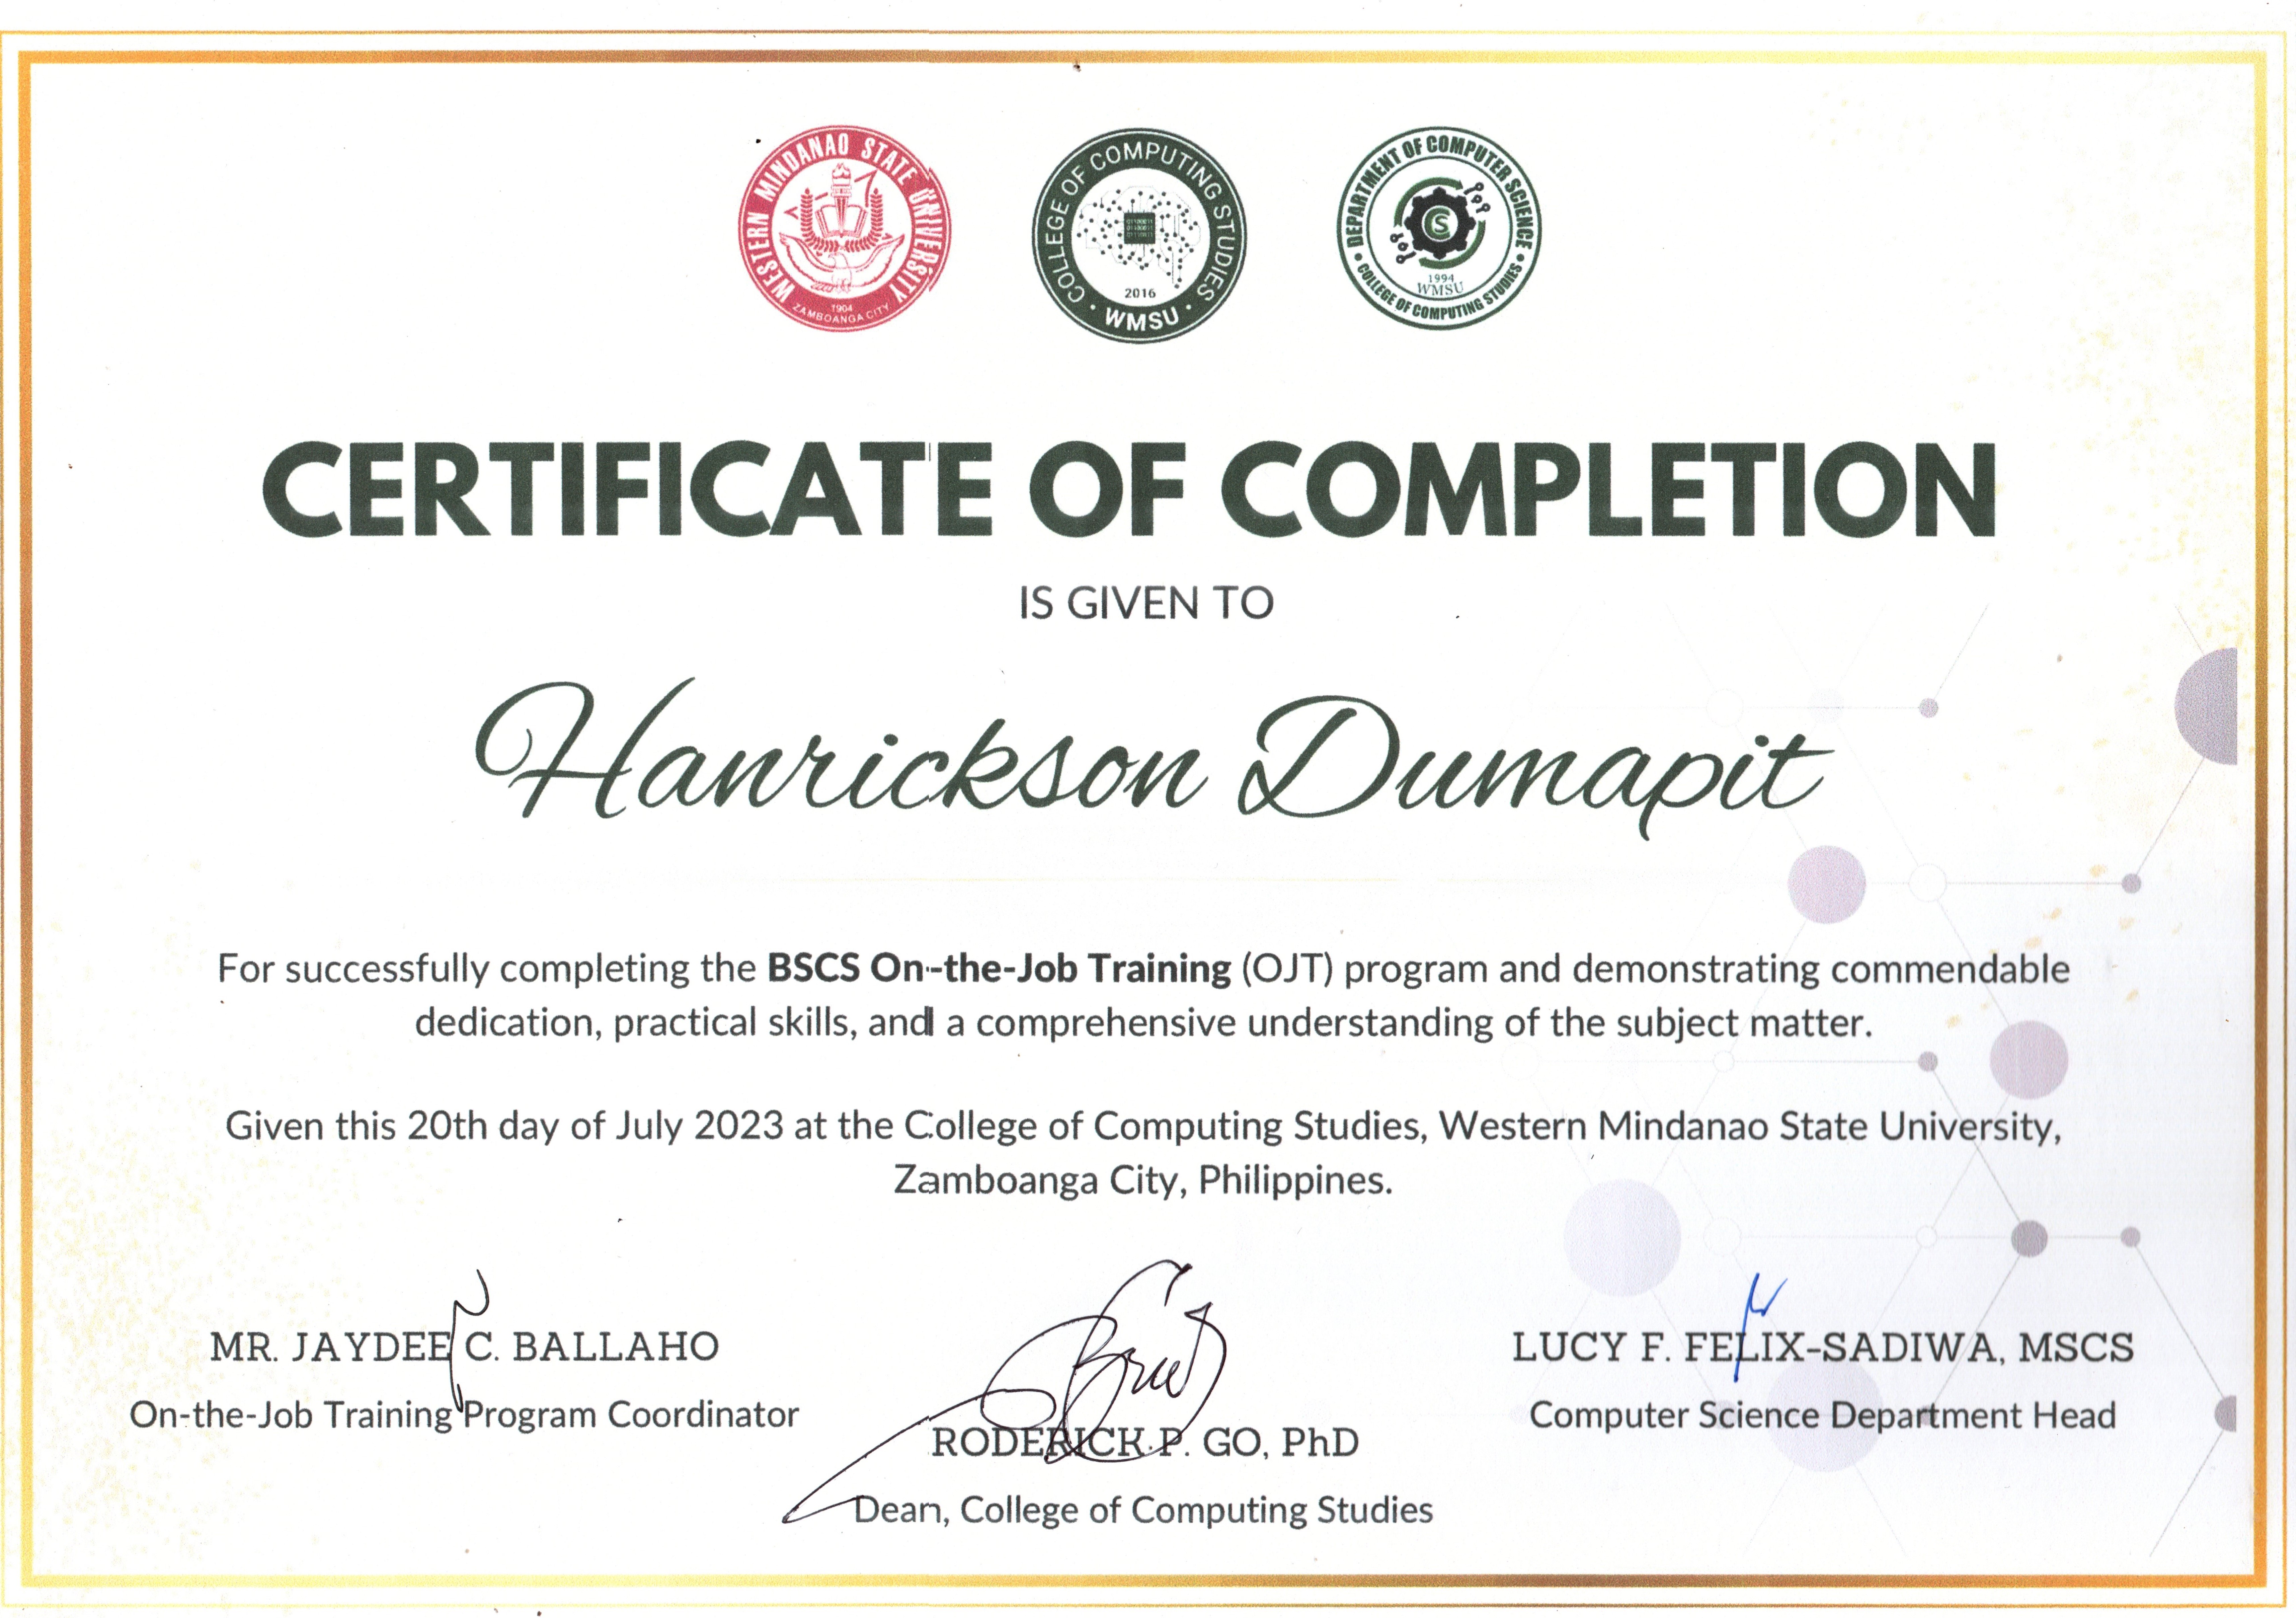 WESTERN MINDANAO STATE UNIVERSITY
1904
ZAMBOANGA CITY
COLLEGE OF COMPUTING STUDIES
2016
WMSU
DEPARTMENT OF COMPUTER SCIENCE
CS
1994
WMSU
COLLEGE OF COMPUTING STUDIES
CERTIFICATE OF COMPLETION
IS GIVEN TO
Hanrickson Dumapit
For successfully completing the BSCS On-the-Job Training (OJT) program and demonstrating commendable
dedication, practical skills, and a comprehensive understanding of the subject matter.
Given this 20th day of July 2023 at the College of Computing Studies, Western Mindanao State University,
Zamboanga City, Philippines.
MR. JAYDEE C. BALLAHO
On-the-Job Training Program Coordinator
RODERICK P. GO, PhD
Dean, College of Computing Studies
LUCY F. FELIX-SADIWA, MSCS
Computer Science Department Head